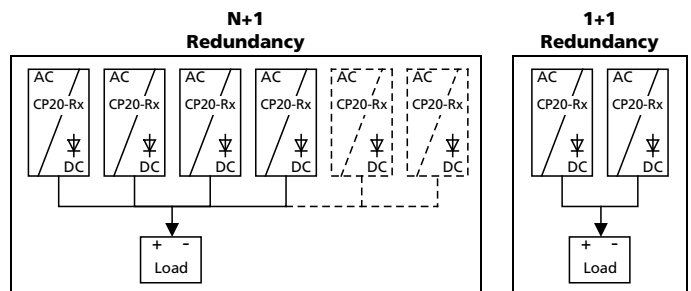 N+1
Redundancy
AC AC AC AC AC AC
CP20-Rx CP20-Rx CP20-Rx CP20-Rx CP20-Rx CP20-Rx
DC DC DC DC DC DC
+ -
Load
1+1
Redundancy
AC AC
CP20-Rx CP20-Rx
DC DC
+ -
Load